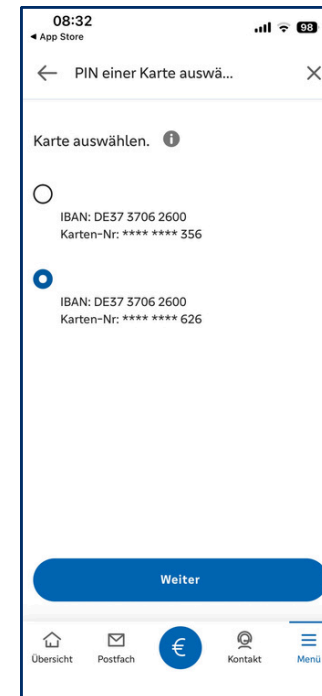 08:32
98
◄ App Store
PIN einer Karte auswä...
Karte auswählen.
IBAN: DE37 3706 2600
Karten-Nr: **** **** 356
IBAN: DE37 3706 2600
Karten-Nr: **** **** 626
Weiter
€
Übersicht Postfach Kontakt Menü